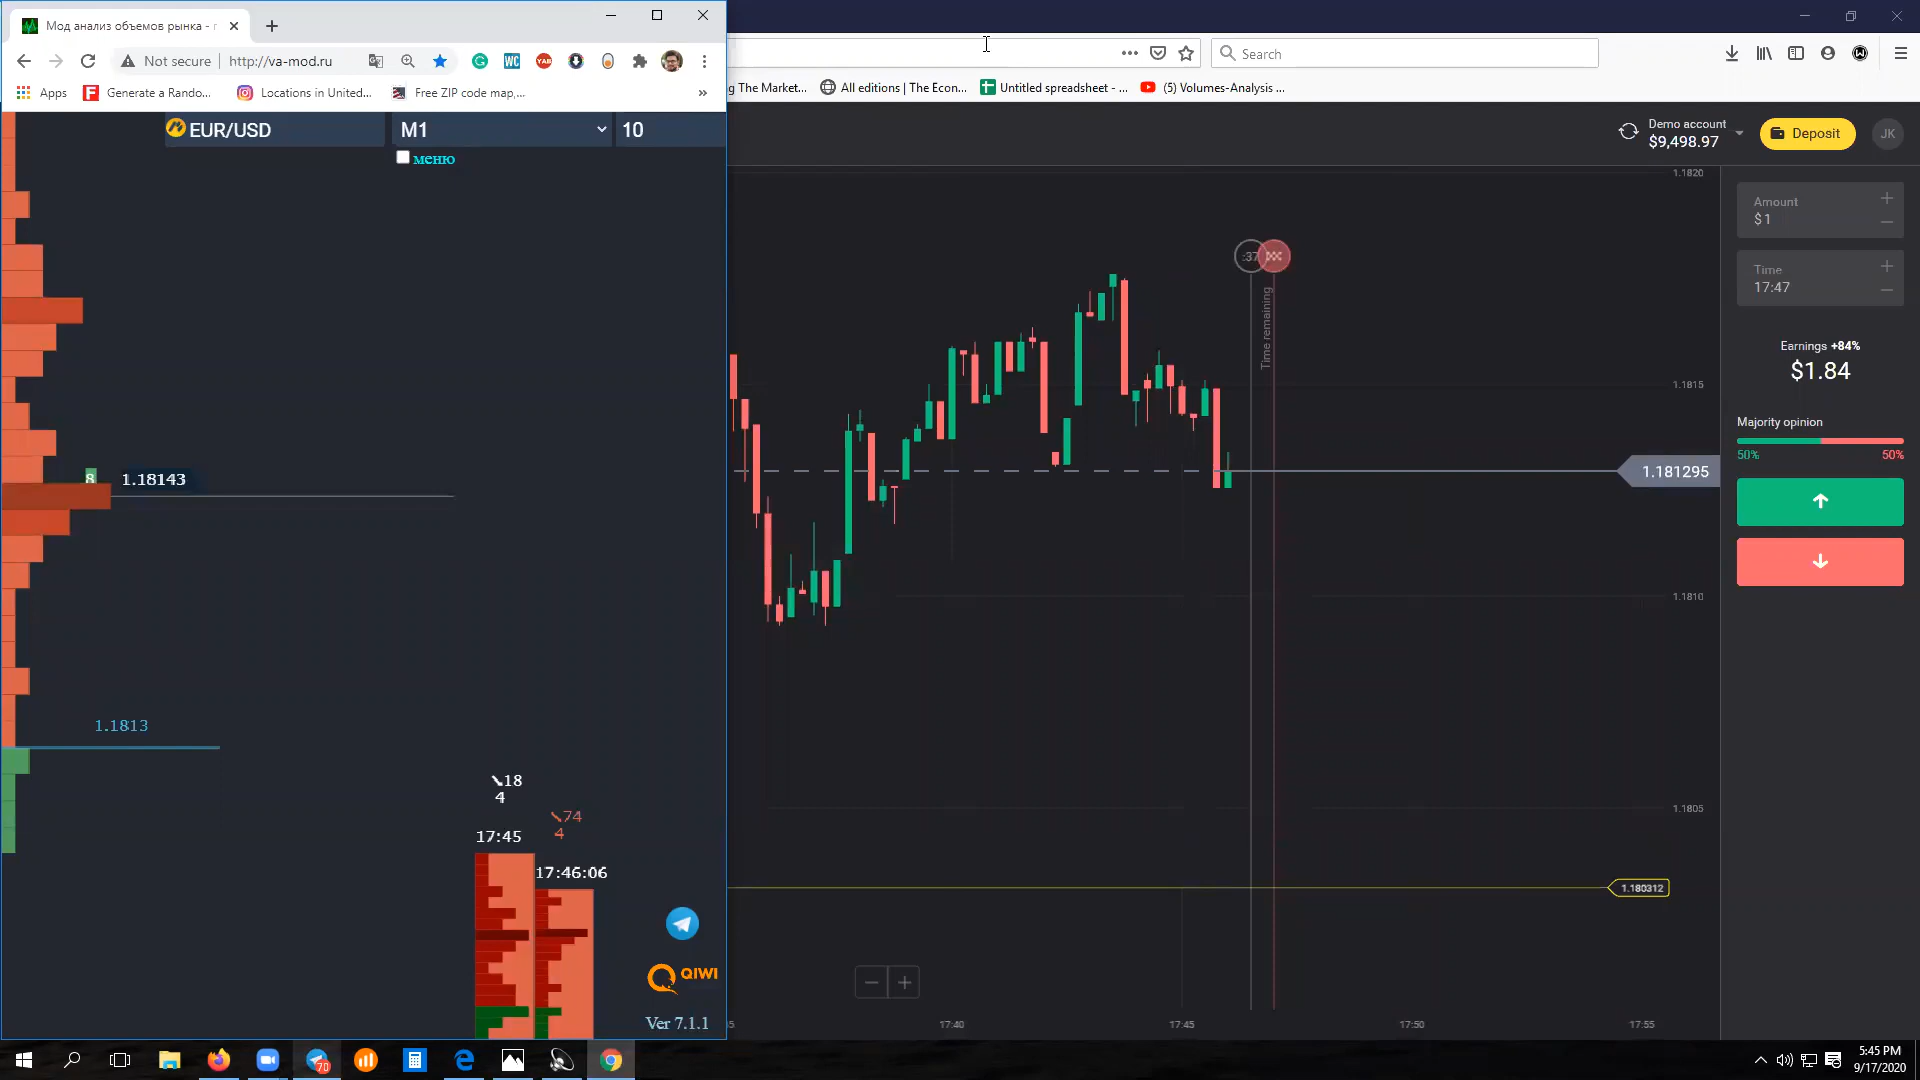 Мод анализ объемов рынка - г
Not secure
http://va-mod.ru
Search
Apps
Generate a Rando...
Locations in United...
Free ZIP code map,...
»
g The Market...
All editions | The Econ...
Untitled spreadsheet - ...
(5) Volumes-Analysis ...
EUR/USD
M1
10
меню
Demo account
$9,498.97
Deposit
JK
1.1820
Amount
$1
Time
17:47
:37
Time remaining
Earnings +84%
$1.84
1.1815
Majority opinion
50%
50%
1.181295
8
1.18143
1.1810
1.1813
18
4
74
4
1.1805
17:45
17:46:06
1.180312
QIWI
Ver 7.1.1
17:40
17:45
17:50
17:55
70
5:45 PM
9/17/2020